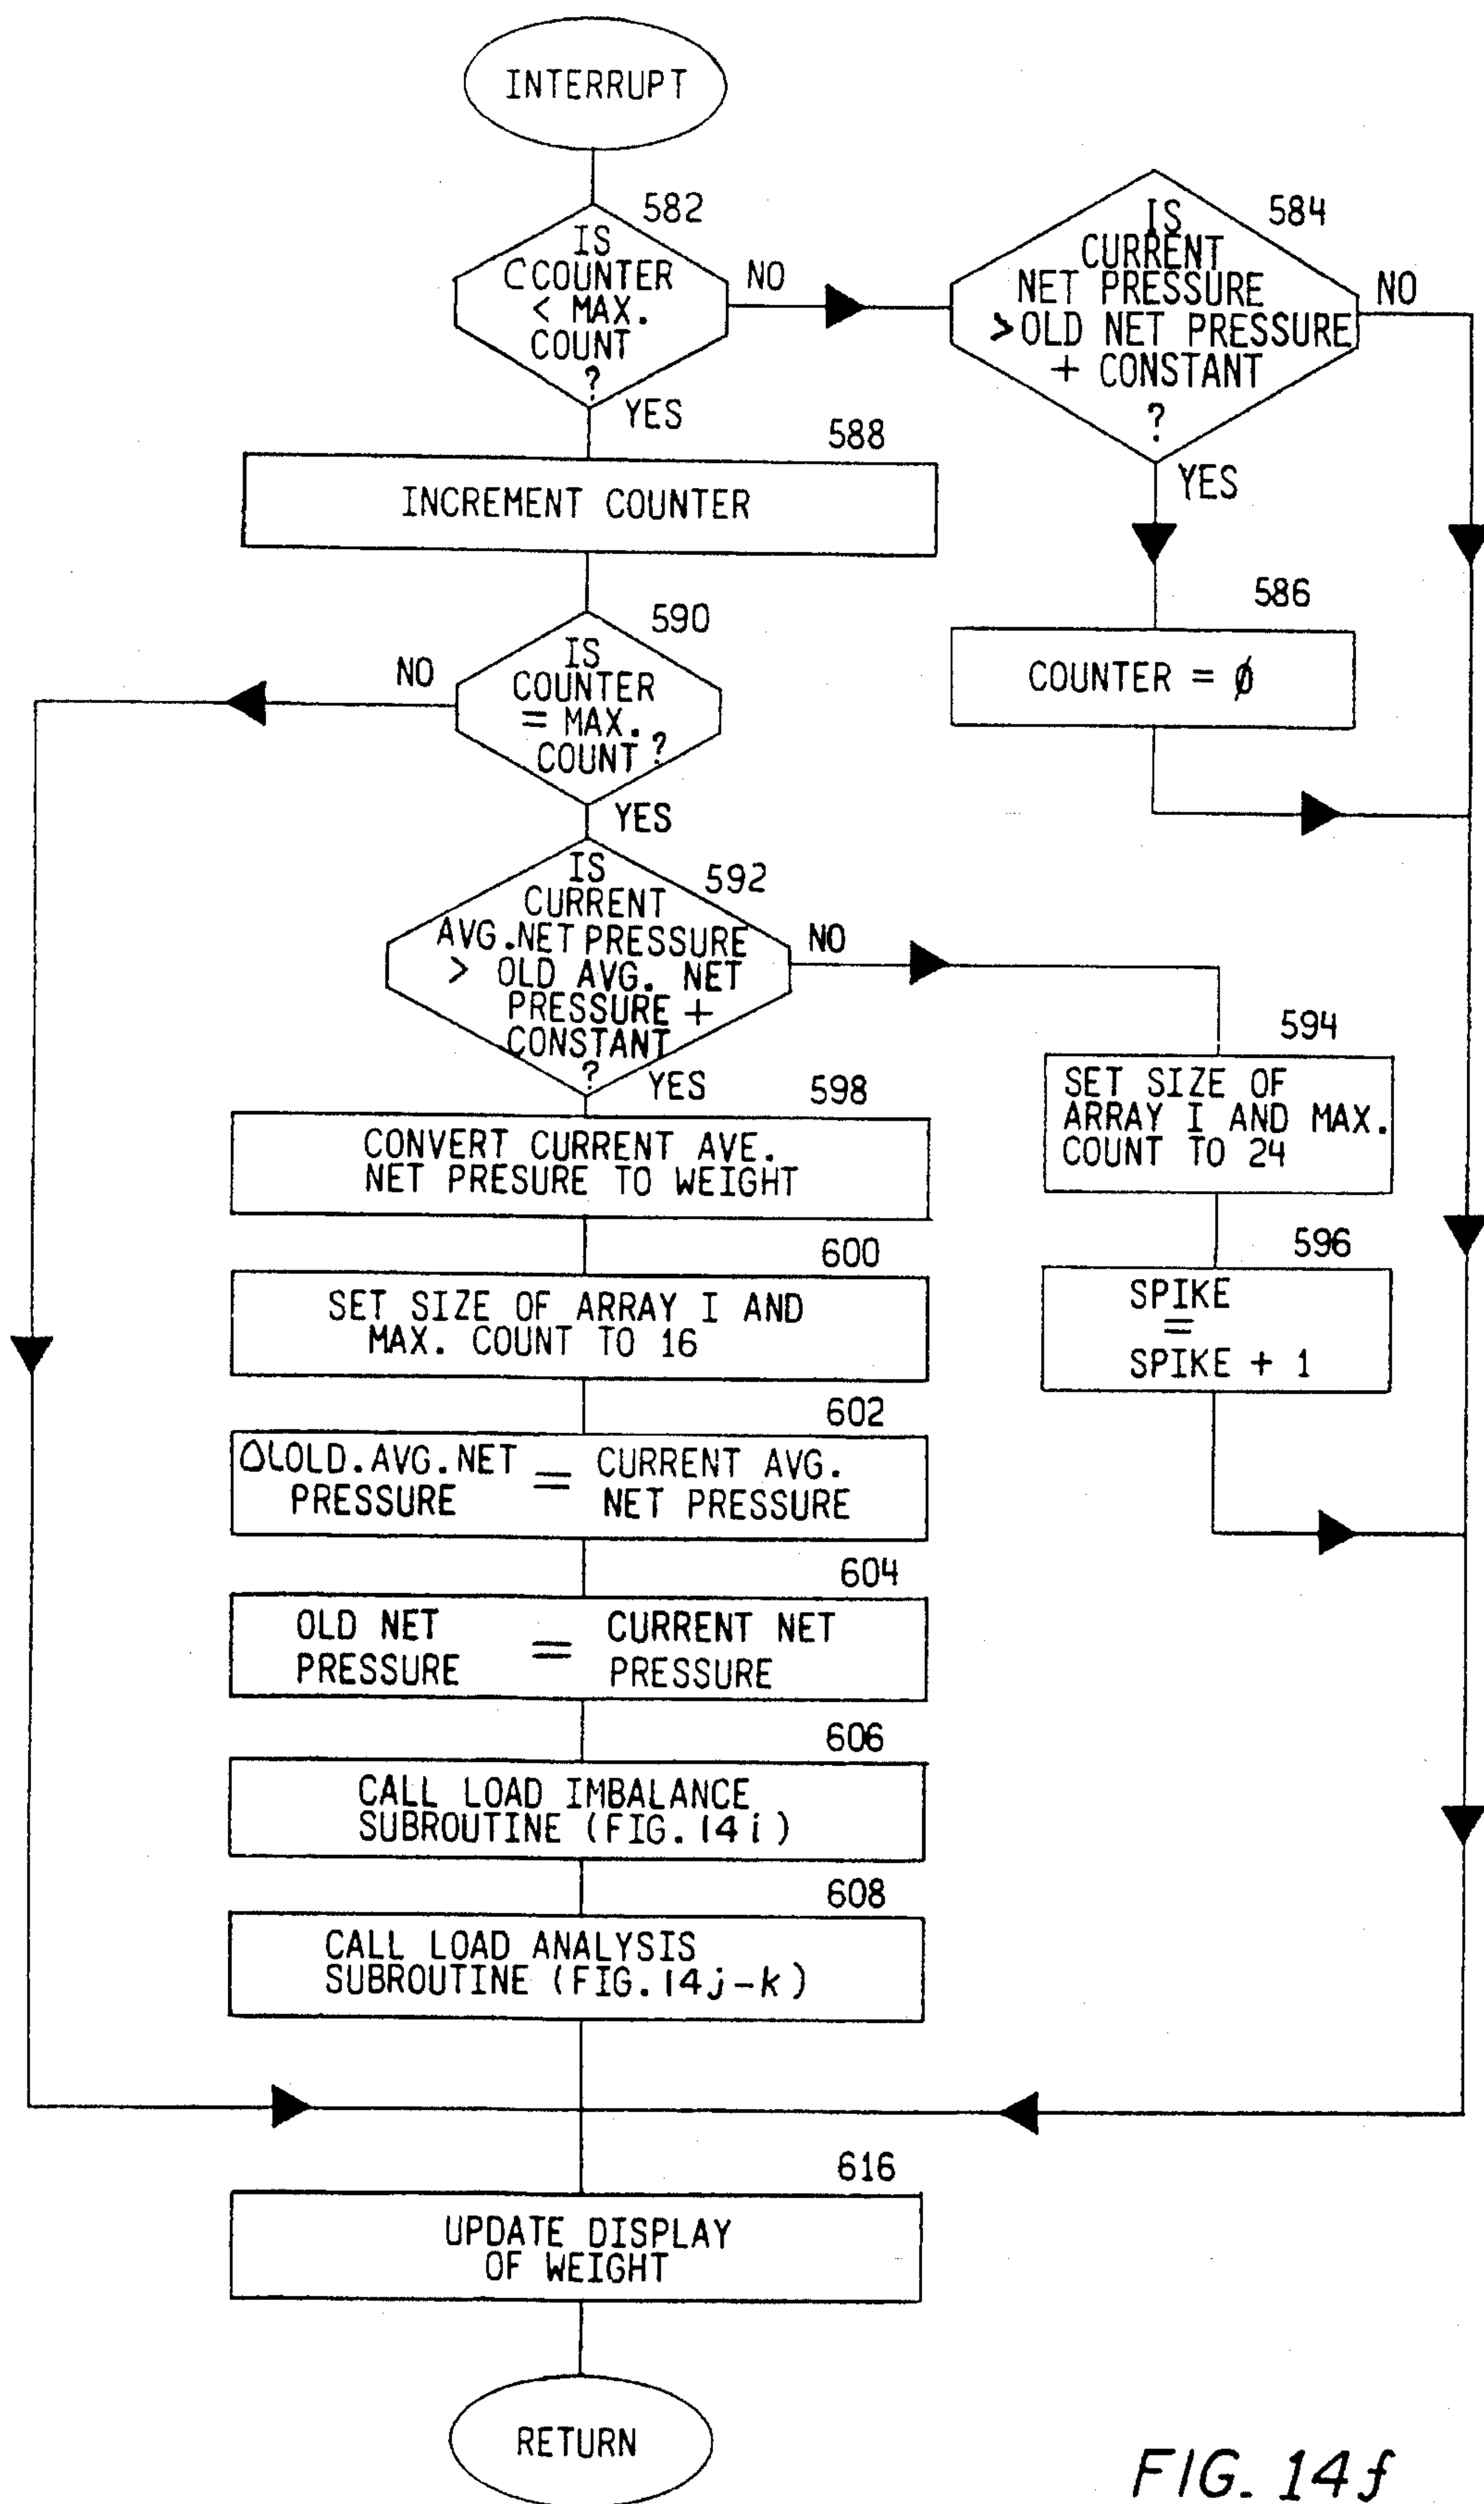 INTERRUPT
582
IS
CCOUNTER
< MAX.
COUNT
?
NO
YES
584
IS
CURRENT
NET PRESSURE
>OLD NET PRESSURE
+ CONSTANT
?
NO
YES
588
INCREMENT COUNTER
586
COUNTER = Ø
590
IS
COUNTER
= MAX.
COUNT ?
NO
YES
592
IS
CURRENT
AVG.NET PRESSURE
> OLD AVG. NET
PRESSURE +
CONSTANT
?
NO
YES
594
SET SIZE OF
ARRAY I AND MAX.
COUNT TO 24
596
SPIKE
=
SPIKE + 1
598
CONVERT CURRENT AVE.
NET PRESURE TO WEIGHT
600
SET SIZE OF ARRAY I AND
MAX. COUNT TO 16
602
OLOLD.AVG.NET = CURRENT AVG.
PRESSURE NET PRESSURE
604
OLD NET = CURRENT NET
PRESSURE PRESSURE
606
CALL LOAD IMBALANCE
SUBROUTINE (FIG.14i)
608
CALL LOAD ANALYSIS
SUBROUTINE (FIG.14j-k)
616
UPDATE DISPLAY
OF WEIGHT
RETURN
FIG. 14f